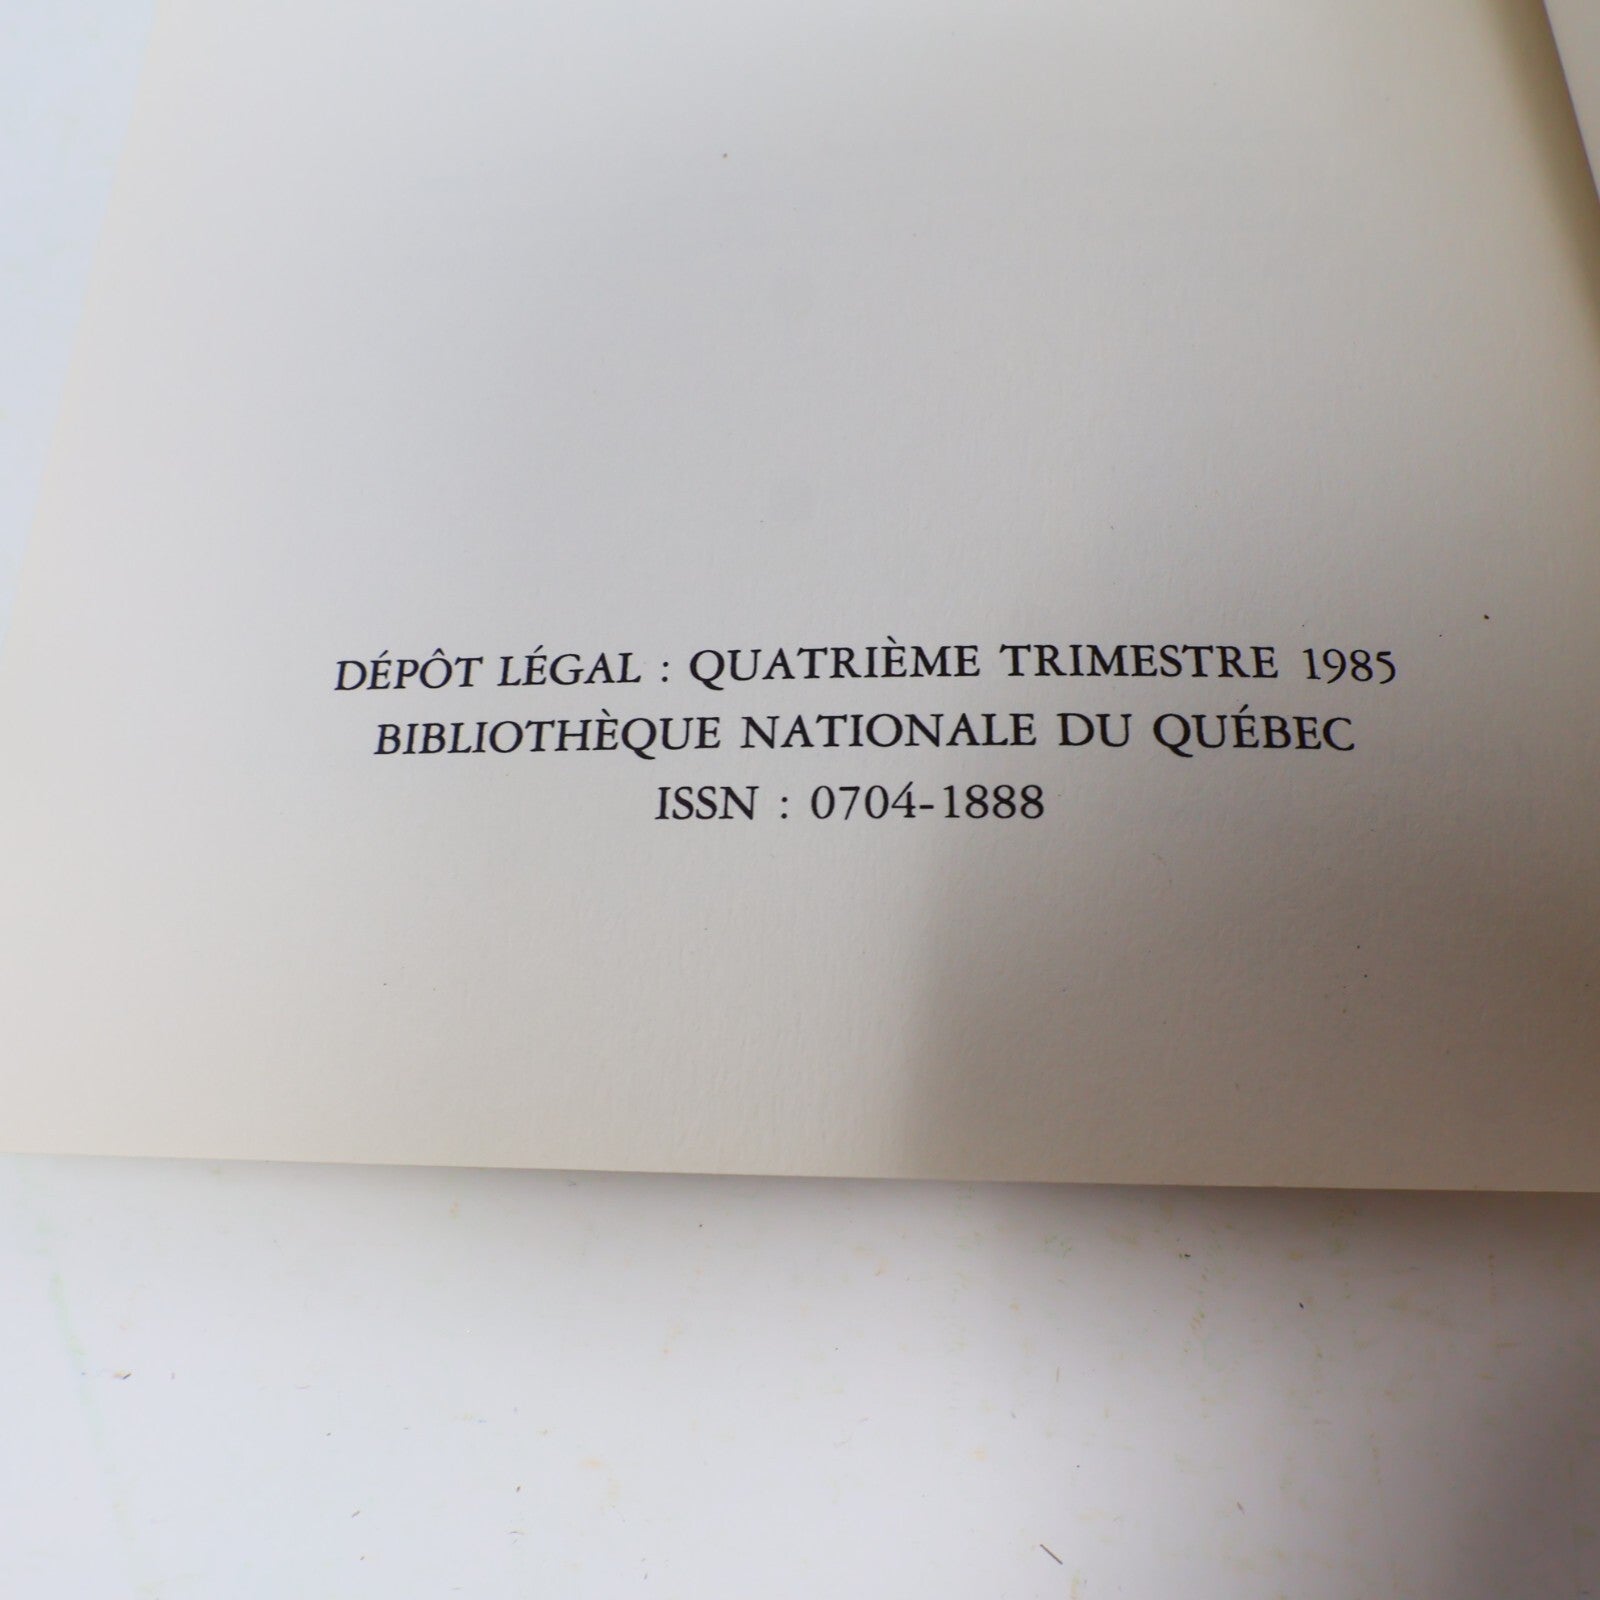 DÉPÔT LÉGAL : QUATRIÈME TRIMESTRE 1985
BIBLIOTHÈQUE NATIONALE DU QUÉBEC
ISSN : 0704-1888